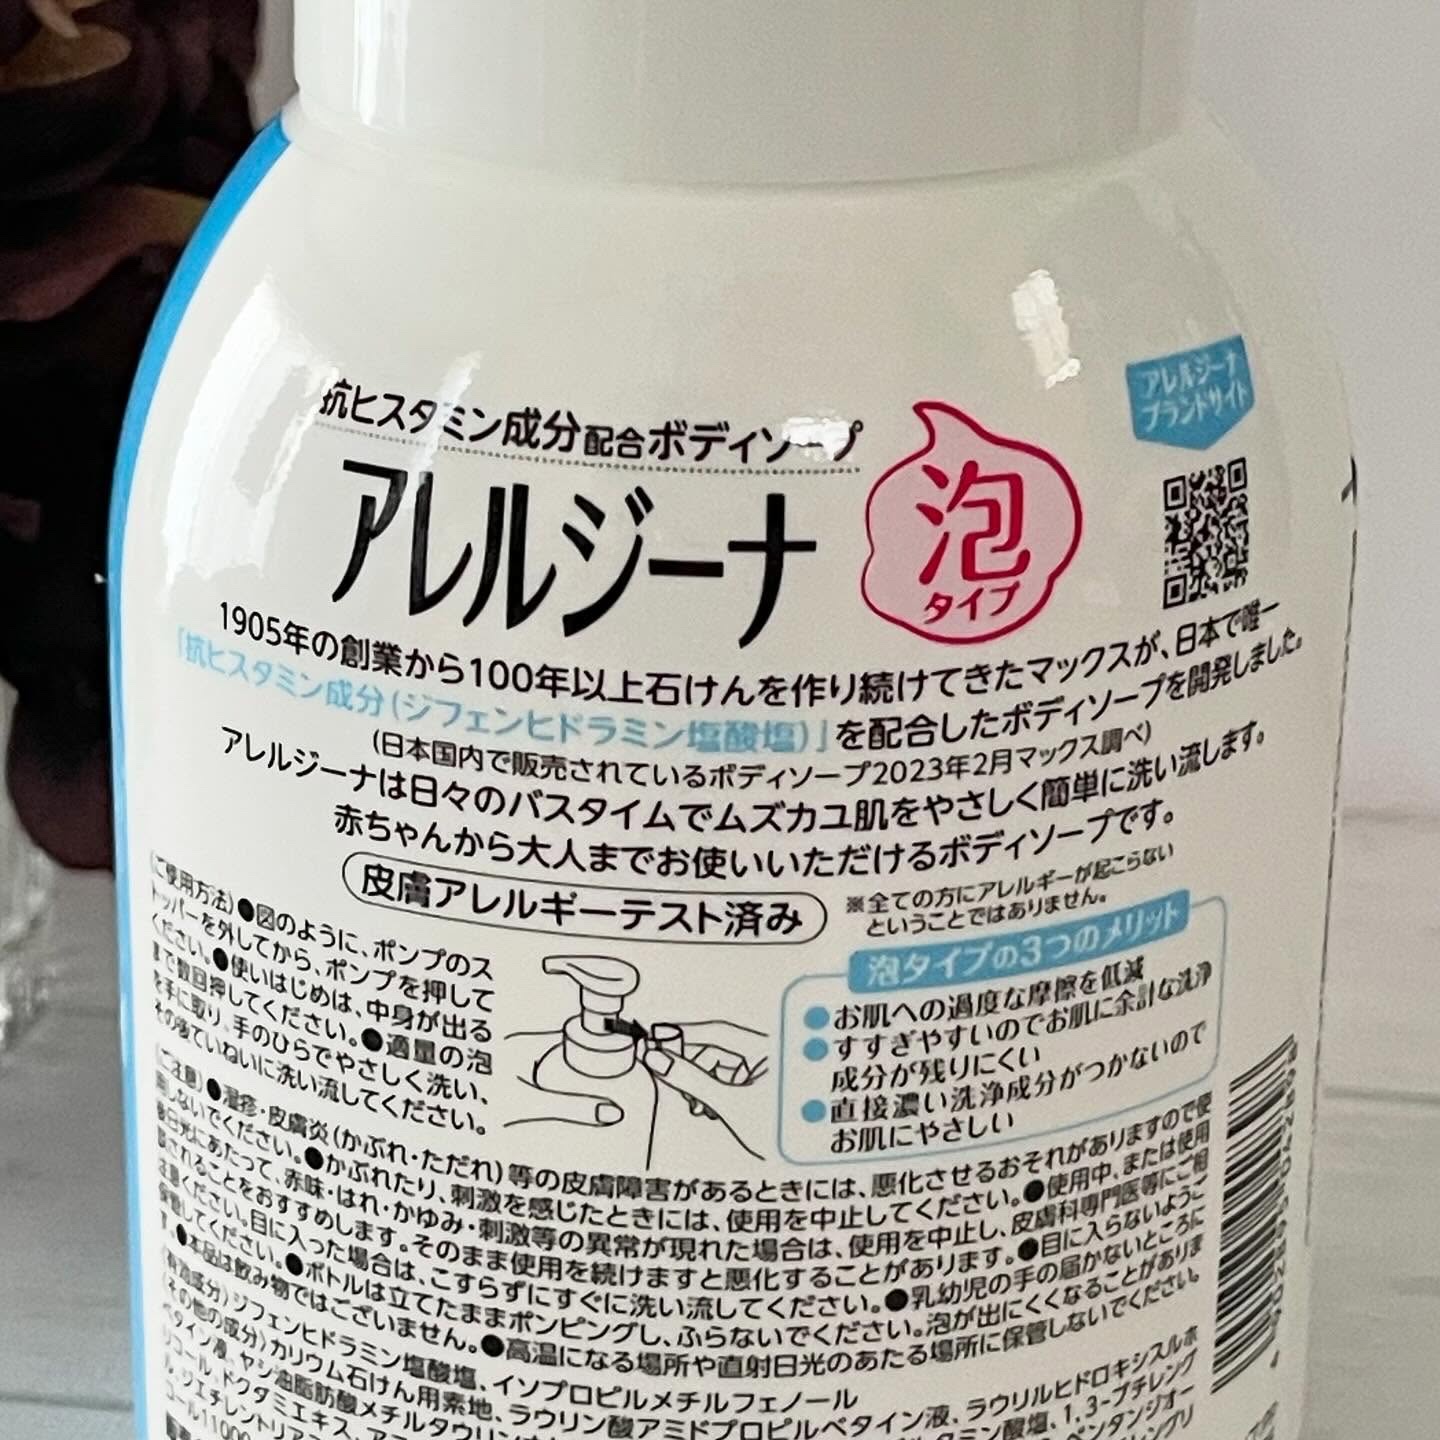 抗ヒスタミン成分配合ボディソープ
アレルジーナ
泡
タイプ
アレルジーナ
ブランドサイト
1905年の創業から100年以上石けんを作り続けてきたマックスが、日本で唯一
「抗ヒスタミン成分(ジフェンヒドラミン塩酸塩)」を配合したボディソープを開発しました。
(日本国内で販売されているボディソープ2023年2月マックス調べ)
アレルジーナは日々のバスタイムでムズカユ肌をやさしく簡単に洗い流します。
赤ちゃんから大人までお使いいただけるボディソープです。
皮膚アレルギーテスト済み
※全ての方にアレルギーが起こらない
ということではありません。
(ご使用方法)●図のように、ポンプのス
トッパーを外してから、ポンプを押して
ください。●使いはじめは、中身が出る
まで数回押してください。●適量の泡
を手に取り、手のひらでやさしく洗い、
その後ていねいに洗い流してください。
泡タイプの3つのメリット
●お肌への過度な摩擦を低減
●すすぎやすいのでお肌に余計な洗浄
成分が残りにくい
●直接濃い洗浄成分がつかないので
お肌にやさしい
(ご注意)●湿疹・皮膚炎(かぶれ・ただれ)等の皮膚障害があるときには、悪化させるおそれがありますので使
用しないでください。●かぶれたり、刺激を感じたときには、使用を中止してください。●使用中、または使用
後日光にあたって、赤味・はれ・かゆみ・刺激等の異常が現れた場合は、使用を中止し、皮膚科専門医等にご相
談されることをおすすめします。そのまま使用を続けますと悪化することがあります。●目に入らないようご
注意ください。目に入った場合は、こすらずにすぐに洗い流してください。●乳幼児の手の届かないところに
保管してください。●ボトルは立てたままポンピングし、ふらないでください。泡が出にくくなることがありま
す。●本品は飲み物ではございません。●高温になる場所や直射日光のあたる場所に保管しないでください。
(有効成分)ジフェンヒドラミン塩酸塩、イソプロピルメチルフェノール
(その他の成分)カリウム石けん用素地、ラウリン酸アミドプロピルベタイン液、ラウリルヒドロキシスルホ
ベタイン液、ヤシ油脂肪酸メチルタウリン 酸塩、1,3-ブチレング
リコール、ドクダミエキス、 ペンタンジオー